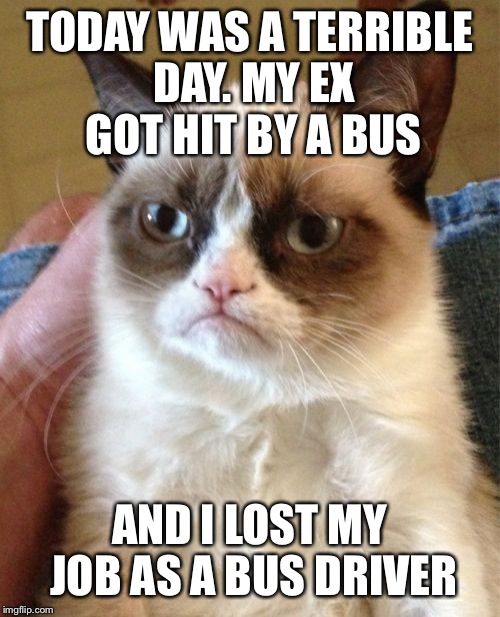 TODAY WAS A TERRIBLE
DAY. MY EX
GOT HIT BY A BUS
AND I LOST MY
JOB AS A BUS DRIVER
imgflip.com